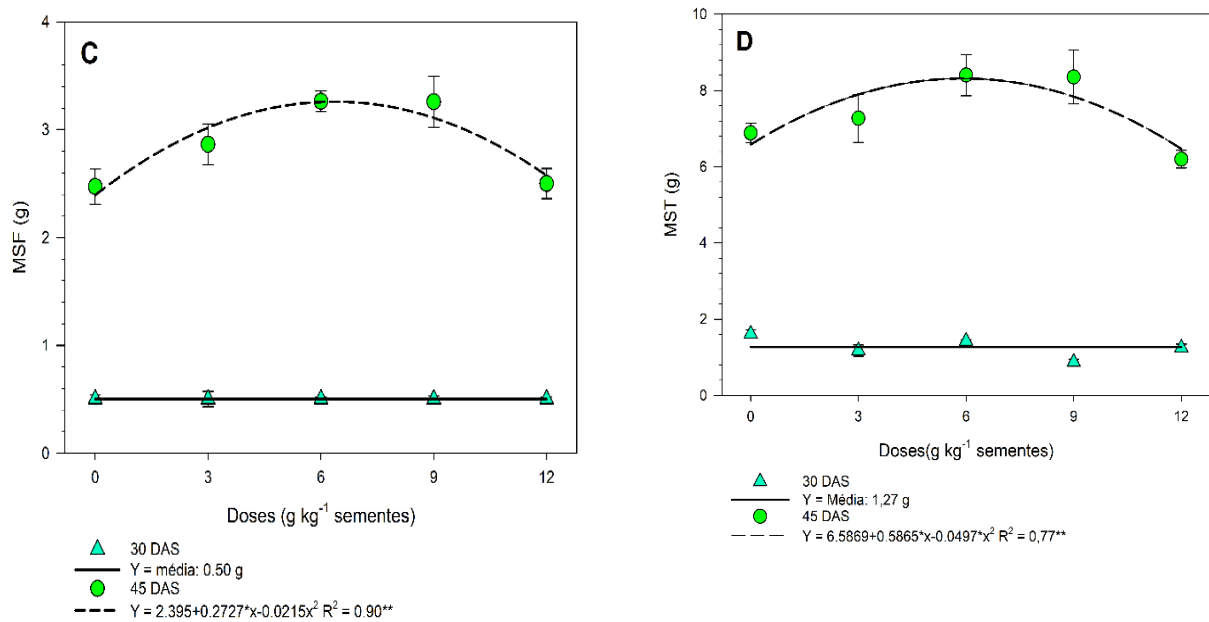 C
MSF (g)
4
3
2
1
0
0 3 6 9 12
Doses (g kg⁻¹ sementes)
30 DAS
Y = média: 0.50 g
45 DAS
Y = 2.395+0.2727*x-0.0215x² R² = 0.90**
D
MST (g)
10
8
6
4
2
0
0 3 6 9 12
Doses(g kg⁻¹ sementes)
30 DAS
Y = Média: 1,27 g
45 DAS
Y = 6.5869+0.5865*x-0.0497*x² R² = 0,77**